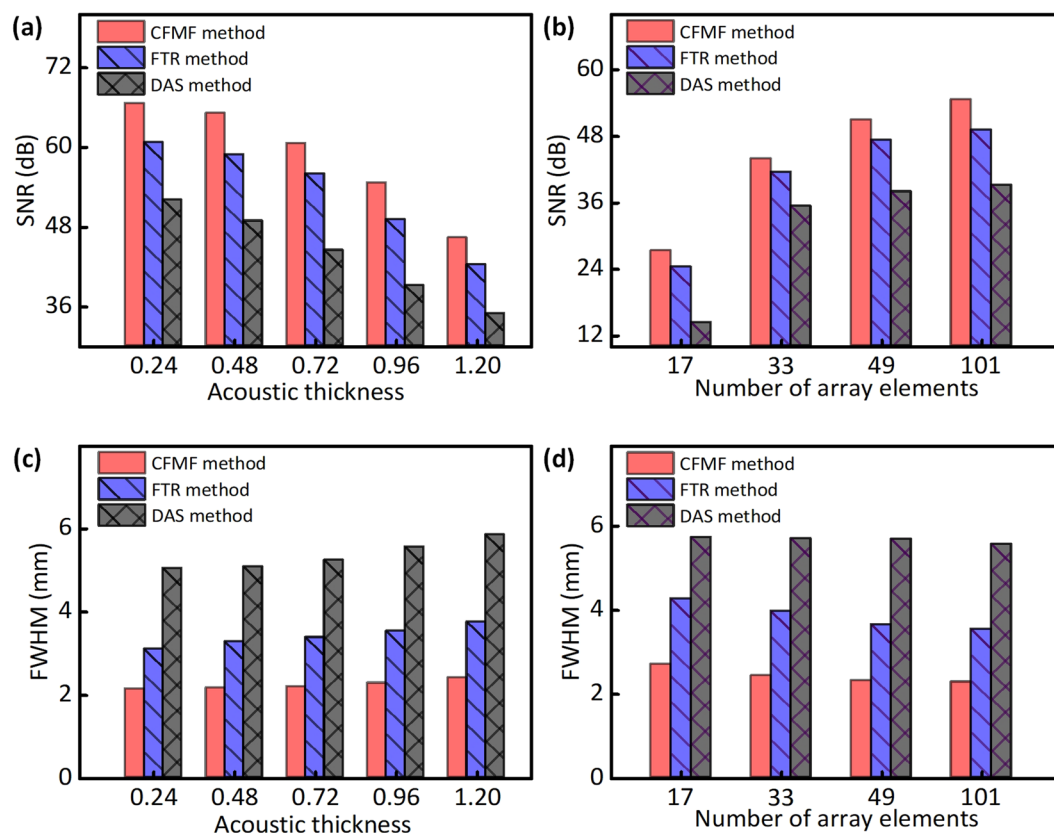 (a)
CFMF method
FTR method
DAS method
72
60
48
36
SNR (dB)
0.24 0.48 0.72 0.96 1.20
Acoustic thickness
(b)
CFMF method
FTR method
DAS method
60
48
36
24
12
SNR (dB)
17 33 49 101
Number of array elements
(c)
CFMF method
FTR method
DAS method
6
4
2
0
FWHM (mm)
0.24 0.48 0.72 0.96 1.20
Acoustic thickness
(d)
CFMF method
FTR method
DAS method
6
4
2
0
FWHM (mm)
17 33 49 101
Number of array elements